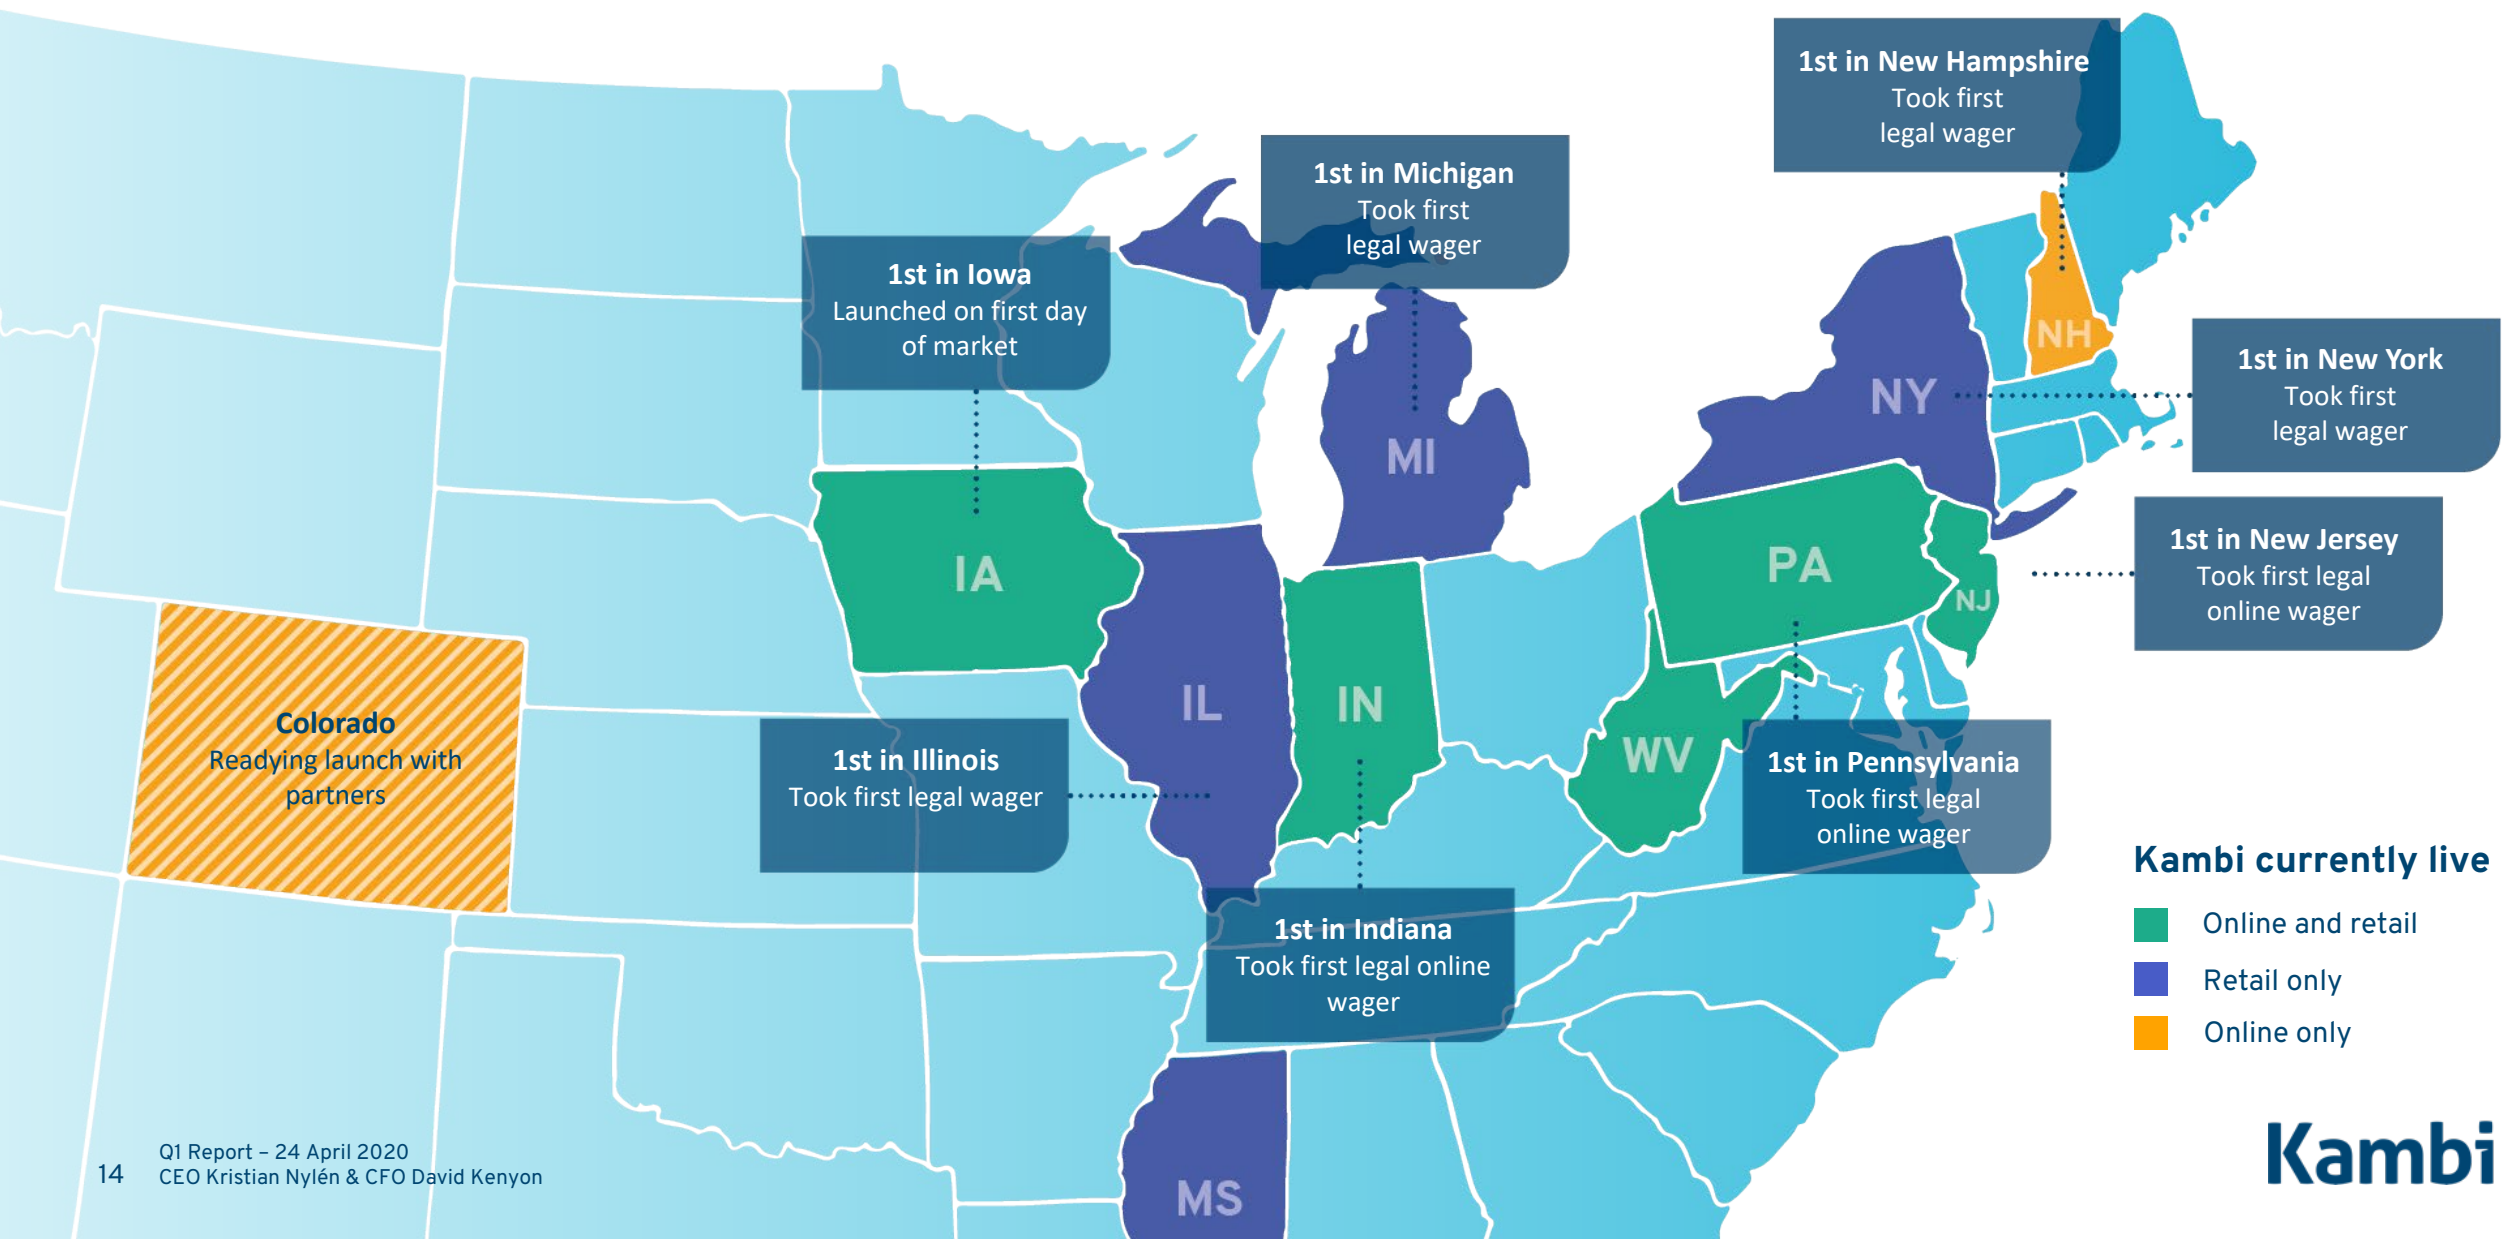 1st in New Hampshire
Took first
legal wager
1st in Michigan
Took first
legal wager
1st in Iowa
Launched on first day
of market
NH
1st in New York
Took first
legal wager
NY
MI
1st in New Jersey
Took first legal
online wager
IA
PA
NJ
Colorado
Readying launch with
partners
IL
IN
WV
1st in Illinois
Took first legal wager
1st in Pennsylvania
Took first legal
online wager
1st in Indiana
Took first legal online
wager
Kambi currently live
Online and retail
Retail only
Online only
MS
14
Q1 Report – 24 April 2020
CEO Kristian Nylén & CFO David Kenyon
Kambi